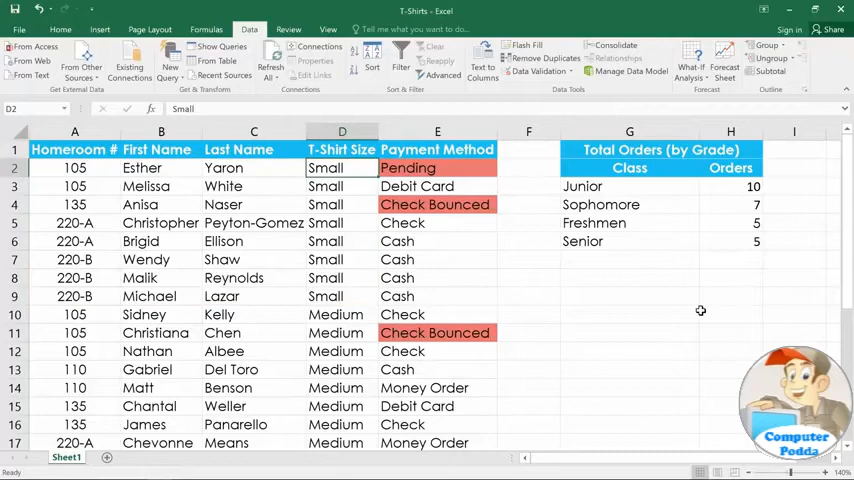 T-Shirts - Excel
File Home Insert Page Layout Formulas Data Review View Tell me what you want to do... Sign in Share
From Access
From Web
From Text
From Other Sources
Existing Connections
New Query
Show Queries
From Table
Recent Sources
Refresh All
Connections
Properties
Edit Links
Sort
Filter
Clear
Reapply
Advanced
Text to Columns
Flash Fill
Remove Duplicates
Data Validation
Consolidate
Relationships
Manage Data Model
What-If Analysis
Forecast Sheet
Group
Ungroup
Subtotal
Get External Data Get & Transform Connections Sort & Filter Data Tools Forecast Outline
D2 fx Small
A B C D E F G H I
1 Homeroom # First Name Last Name T-Shirt Size Payment Method Total Orders (by Grade)
2 105 Esther Yaron Small Pending Class Orders
3 105 Melissa White Small Debit Card Junior 10
4 135 Anisa Naser Small Check Bounced Sophomore 7
5 220-A Christopher Peyton-Gomez Small Check Freshmen 5
6 220-A Brigid Ellison Small Cash Senior 5
7 220-B Wendy Shaw Small Cash
8 220-B Malik Reynolds Small Cash
9 220-B Michael Lazar Small Cash
10 105 Sidney Kelly Medium Check
11 105 Christiana Chen Medium Check Bounced
12 105 Nathan Albee Medium Check
13 110 Gabriel Del Toro Medium Cash
14 110 Matt Benson Medium Money Order
15 135 Chantal Weller Medium Debit Card
16 135 James Panarello Medium Check
17 220-A Chevonne Means Medium Money Order
Computer
Podda
Sheet1
Ready 140%